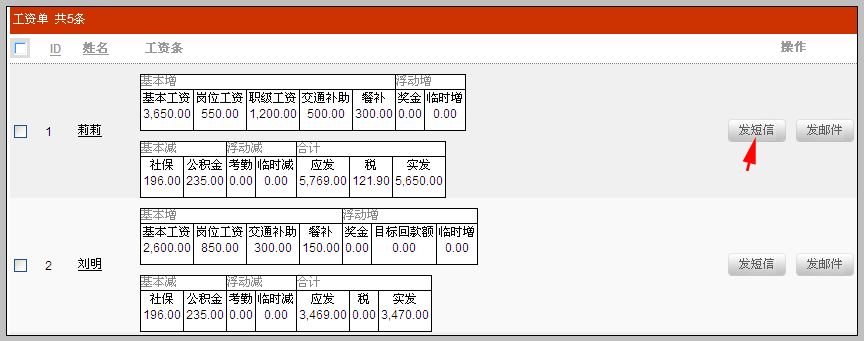 工资单 共5条
ID 姓名 工资条 操作
基本增 浮动增
基本工资 岗位工资 职级工资 交通补助 餐补 奖金 临时增
3,650.00 550.00 1,200.00 500.00 300.00 0.00 0.00
1 莉莉 发短信 发邮件
基本减 浮动减 合计
社保 公积金 考勤 临时减 应发 税 实发
196.00 235.00 0.00 0.00 5,769.00 121.90 5,650.00
基本增 浮动增
基本工资 岗位工资 交通补助 餐补 奖金 目标回款额 临时增
2,600.00 850.00 300.00 150.00 0.00 0.00 0.00
2 刘明 发短信 发邮件
基本减 浮动减 合计
社保 公积金 考勤 临时减 应发 税 实发
196.00 235.00 0.00 0.00 3,469.00 0.00 3,470.00